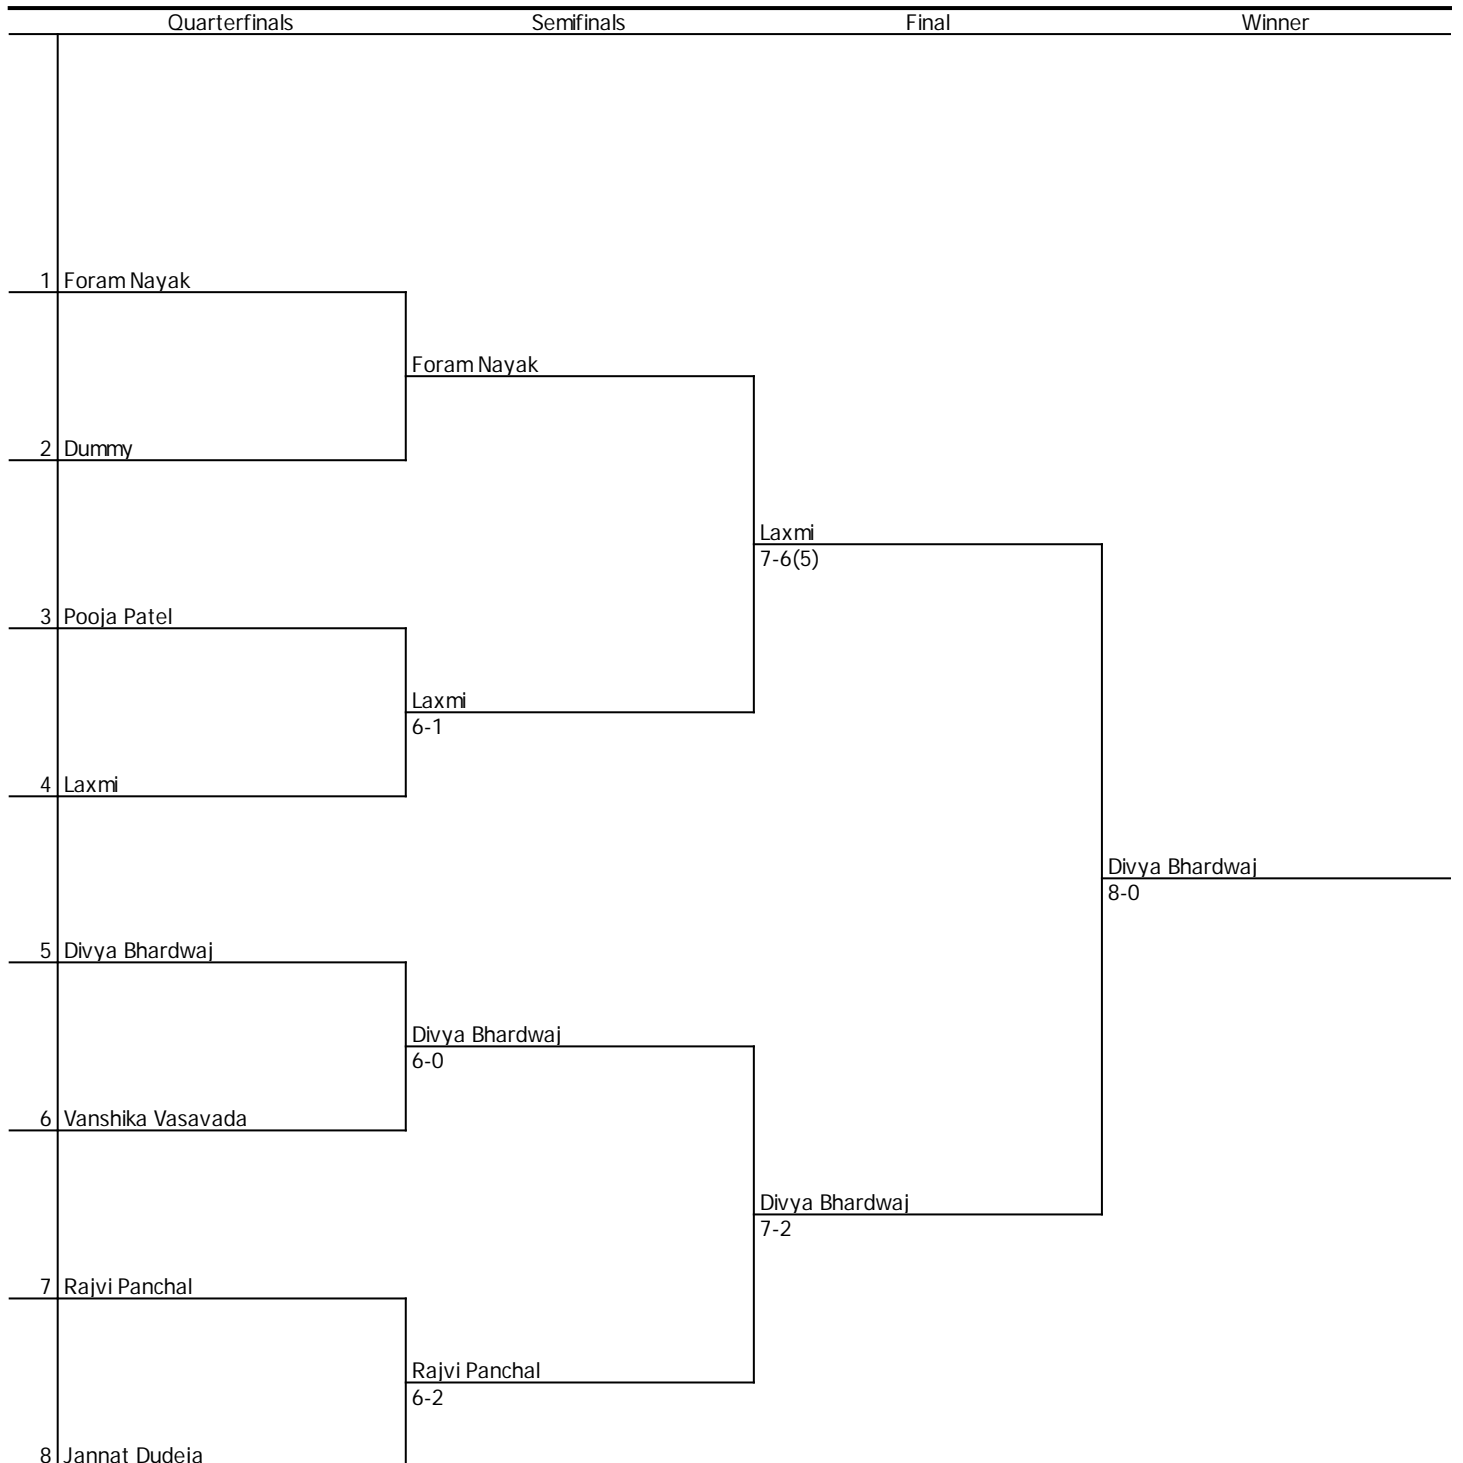 Quarterfinals Semifinals Final Winner
1 Foram Nayak
Foram Nayak
2 Dummy
Laxmi
7-6(5)
3 Pooja Patel
Laxmi
6-1
4 Laxmi
Divya Bhardwaj
8-0
5 Divya Bhardwaj
Divya Bhardwaj
6-0
6 Vanshika Vasavada
Divya Bhardwaj
7-2
7 Rajvi Panchal
Rajvi Panchal
6-2
8 Jannat Dudeja